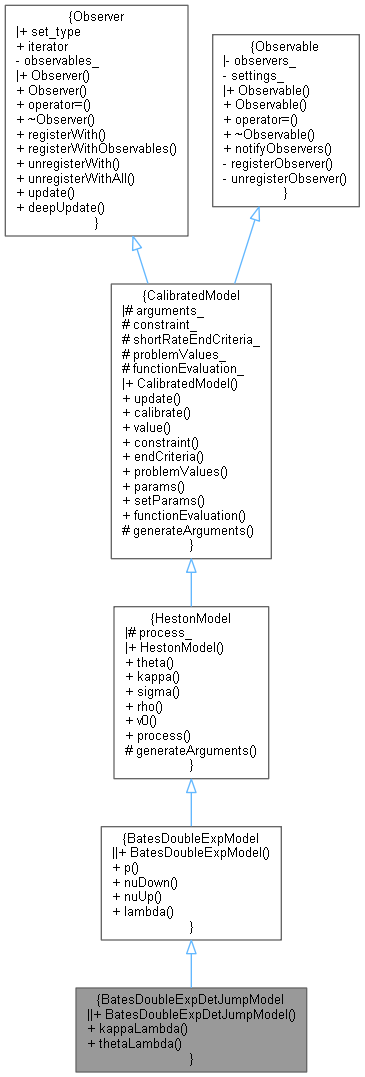 {Observer
|+ set_type
+ iterator
- observables_
|+ Observer()
+ Observer()
+ operator=()
+ ~Observer()
+ registerWith()
+ registerWithObservables()
+ unregisterWith()
+ unregisterWithAll()
+ update()
+ deepUpdate()
}
{Observable
|- observers_
- settings_
|+ Observable()
+ Observable()
+ operator=()
+ ~Observable()
+ notifyObservers()
- registerObserver()
- unregisterObserver()
}
{CalibratedModel
|# arguments_
# constraint_
# shortRateEndCriteria_
# problemValues_
# functionEvaluation_
|+ CalibratedModel()
+ update()
+ calibrate()
+ value()
+ constraint()
+ endCriteria()
+ problemValues()
+ params()
+ setParams()
+ functionEvaluation()
# generateArguments()
}
{HestonModel
|# process_
|+ HestonModel()
+ theta()
+ kappa()
+ sigma()
+ rho()
+ v0()
+ process()
# generateArguments()
}
{BatesDoubleExpModel
||+ BatesDoubleExpModel()
+ p()
+ nuDown()
+ nuUp()
+ lambda()
}
{BatesDoubleExpDetJumpModel
||+ BatesDoubleExpDetJumpModel()
+ kappaLambda()
+ thetaLambda()
}